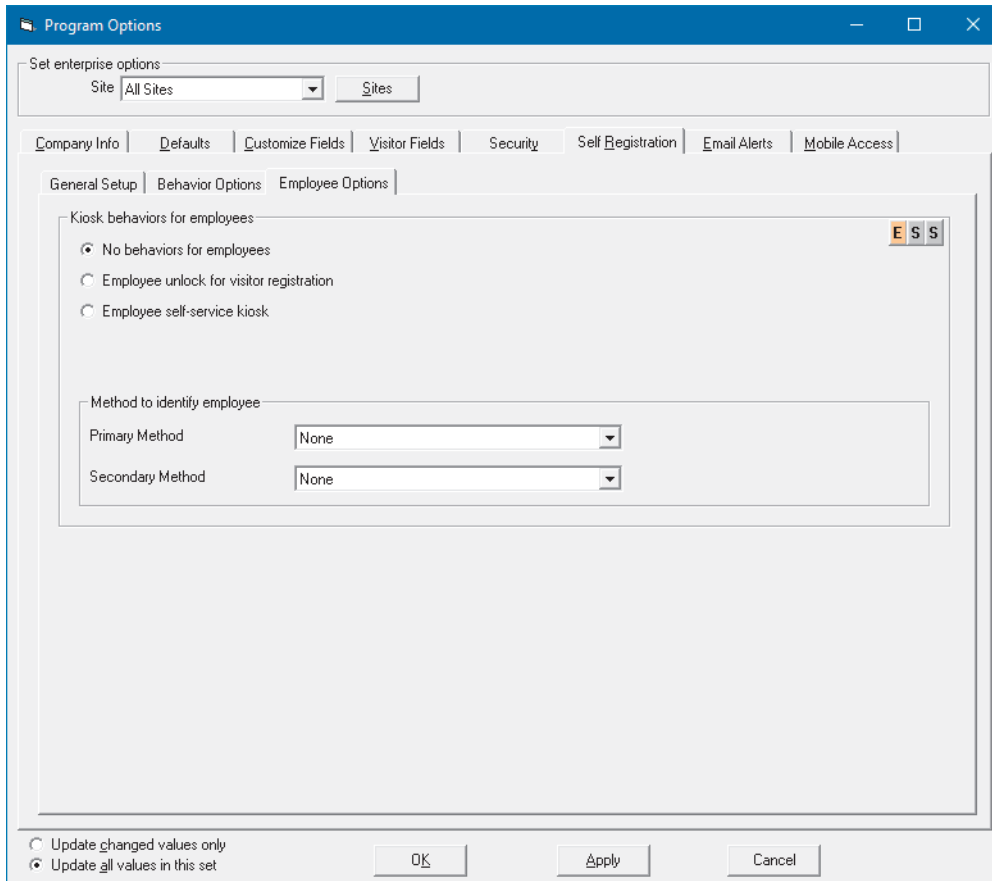 Program Options
Set enterprise options
Site All Sites Sites
Company Info Defaults Customize Fields Visitor Fields Security Self Registration Email Alerts Mobile Access
General Setup Behavior Options Employee Options
Kiosk behaviors for employees
E S S
No behaviors for employees
Employee unlock for visitor registration
Employee self-service kiosk
Method to identify employee
Primary Method None
Secondary Method None
Update changed values only
Update all values in this set
OK Apply Cancel